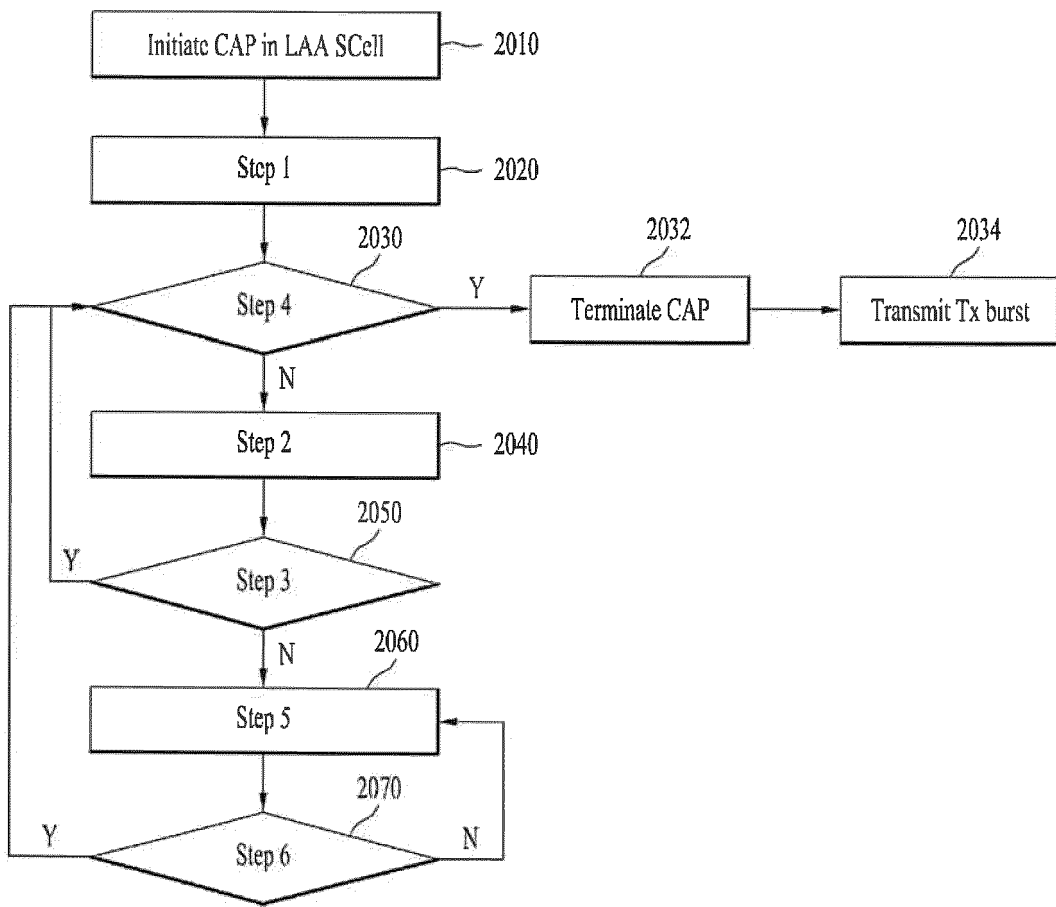 Initiate CAP in LAA SCell
2010
Step 1
2020
2030
Step 4
Y
2032
Terminate CAP
2034
Transmit Tx burst
N
Step 2
2040
2050
Y
Step 3
N
2060
Step 5
2070
Y
Step 6
N